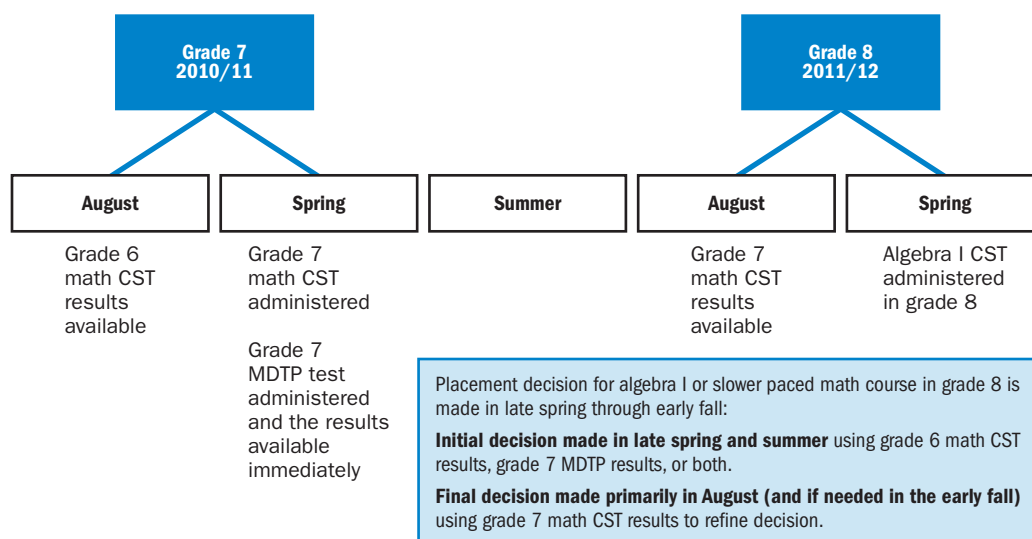 Grade 7
2010/11
Grade 8
2011/12
August
Spring
Summer
August
Spring
Grade 6
math CST
results
available
Grade 7
math CST
administered
Grade 7
MDTP test
administered
and the results
available
immediately
Grade 7
math CST
results
available
Algebra I CST
administered
in grade 8
Placement decision for algebra I or slower paced math course in grade 8 is
made in late spring through early fall:
Initial decision made in late spring and summer using grade 6 math CST
results, grade 7 MDTP results, or both.
Final decision made primarily in August (and if needed in the early fall)
using grade 7 math CST results to refine decision.